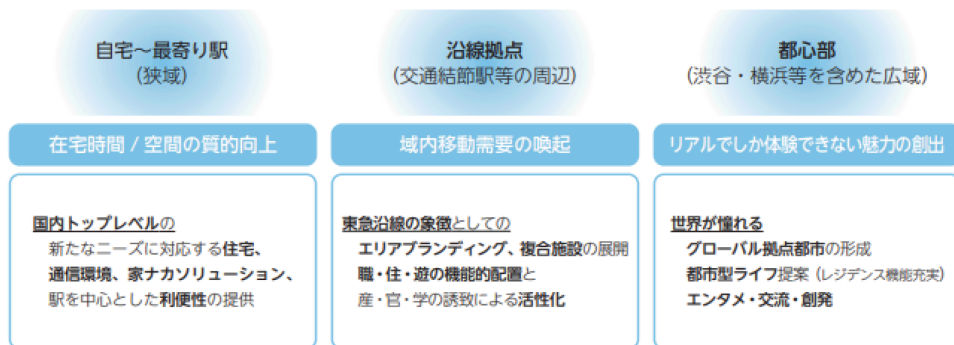 自宅～最寄り駅
(狭域)
在宅時間 / 空間の質的向上
国内トップレベルの
新たなニーズに対応する住宅、
通信環境、家ナカソリューション、
駅を中心とした利便性の提供
沿線拠点
(交通結節駅等の周辺)
域内移動需要の喚起
東急沿線の象徴としての
エリアブランディング、複合施設の展開
職・住・遊の機能的配置と
産・官・学の誘致による活性化
都心部
(渋谷・横浜等を含めた広域)
リアルでしか体験できない魅力の創出
世界が憧れる
グローバル拠点都市の形成
都市型ライフ提案 (レジデンス機能充実)
エンタメ・交流・創発